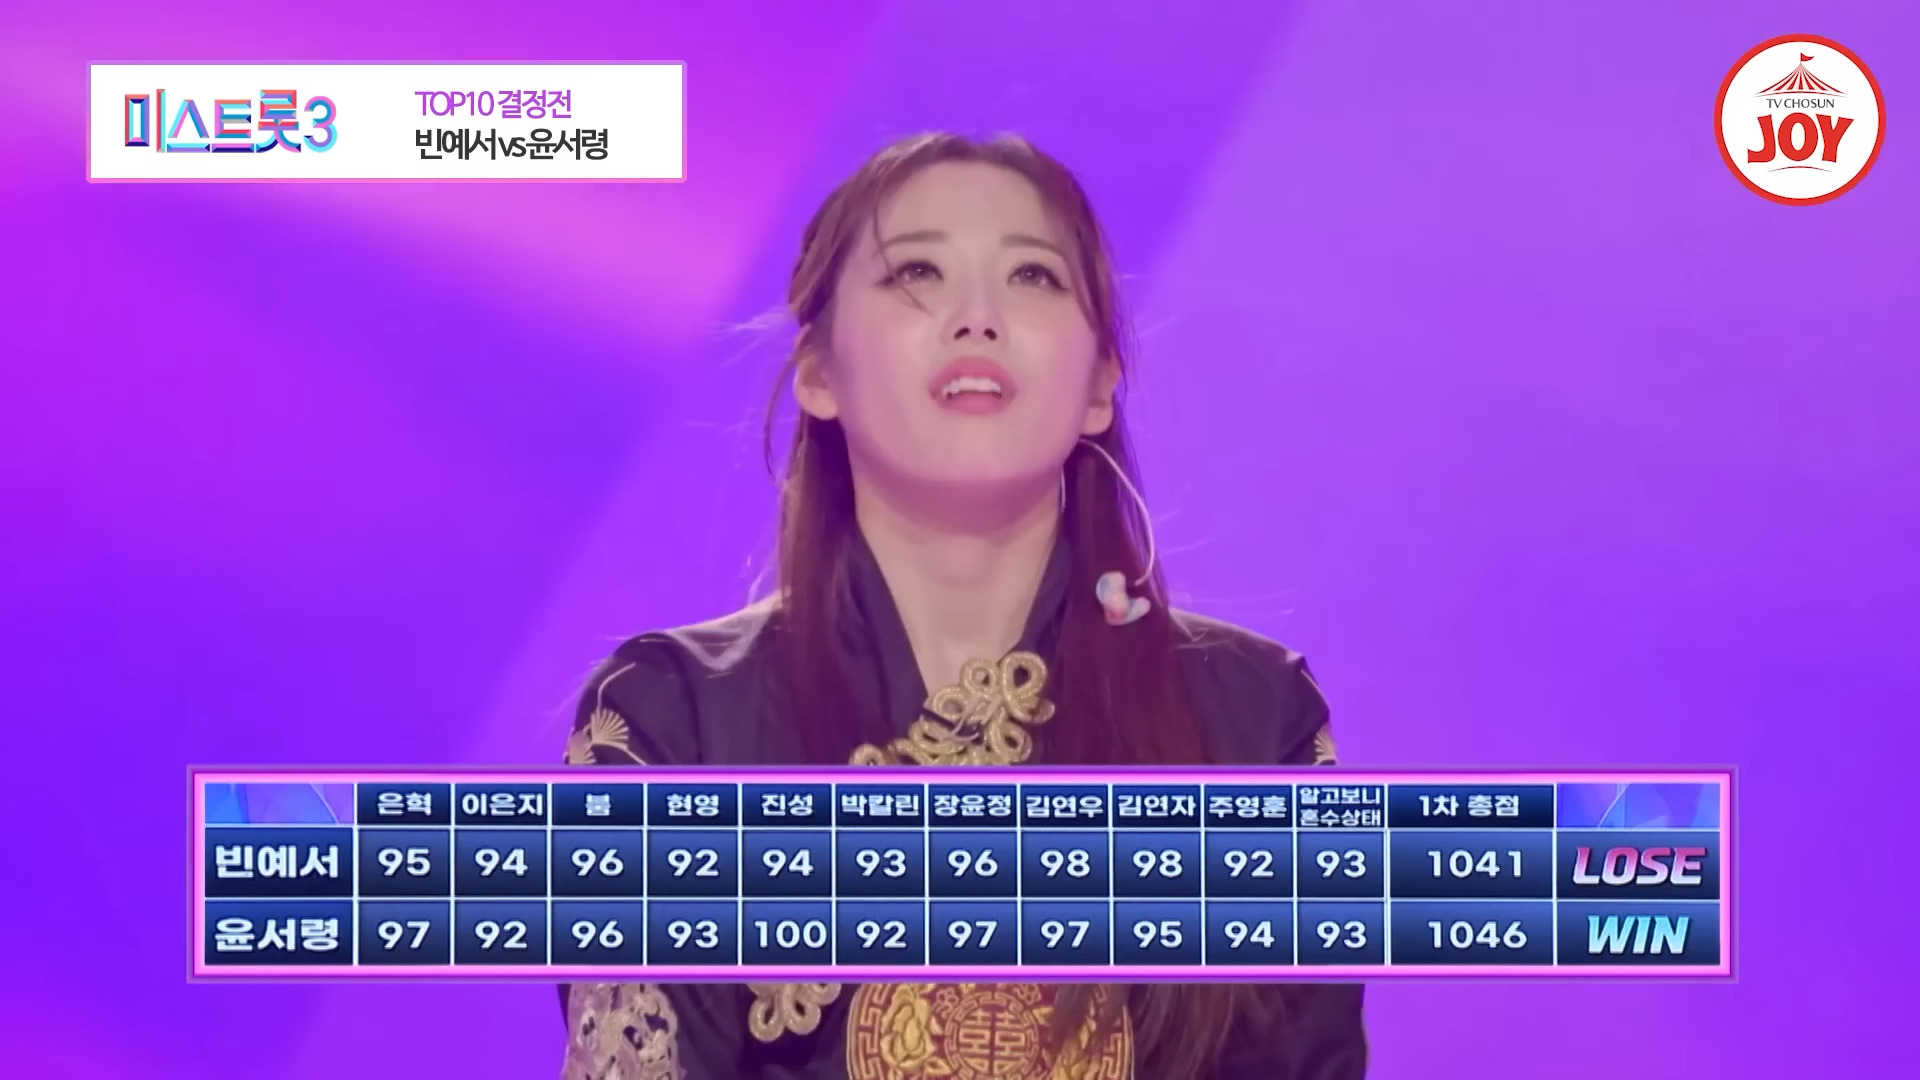 미스트롯3
TOP10 결정전
빈예서 vs 윤서령
TV CHOSUN
JOY
은혁 이은지 붐 현영 진성 박칼린 장윤정 김연우 김연자 주영훈 알고보니 혼수상태 1차 총점
빈예서 95 94 96 92 94 93 96 98 98 92 93 1041 LOSE
윤서령 97 92 96 93 100 92 97 97 95 94 93 1046 WIN
囍